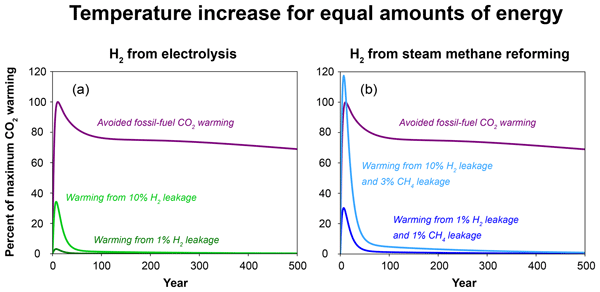 Temperature increase for equal amounts of energy
H2 from electrolysis
H2 from steam methane reforming
Percent of maximum CO2 warming
120
100
80
60
40
20
0
(a)
Avoided fossil-fuel CO2 warming
Warming from 10% H2 leakage
Warming from 1% H2 leakage
0 100 200 300 400 500
Year
120
100
80
60
40
20
0
(b)
Avoided fossil-fuel CO2 warming
Warming from 10% H2 leakage
and 3% CH4 leakage
Warming from 1% H2 leakage
and 1% CH4 leakage
0 100 200 300 400 500
Year